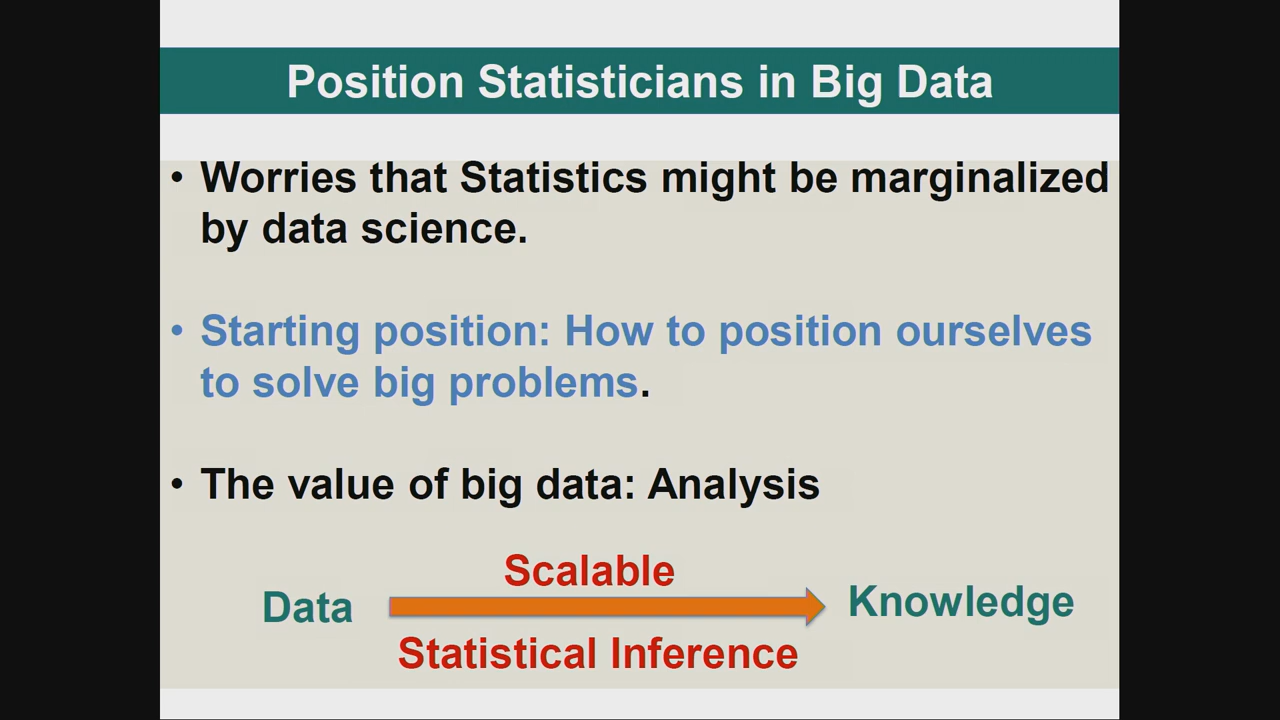 Position Statisticians in Big Data
• Worries that Statistics might be marginalized
by data science.
• Starting position: How to position ourselves
to solve big problems.
• The value of big data: Analysis
Scalable
Data
Knowledge
Statistical Inference